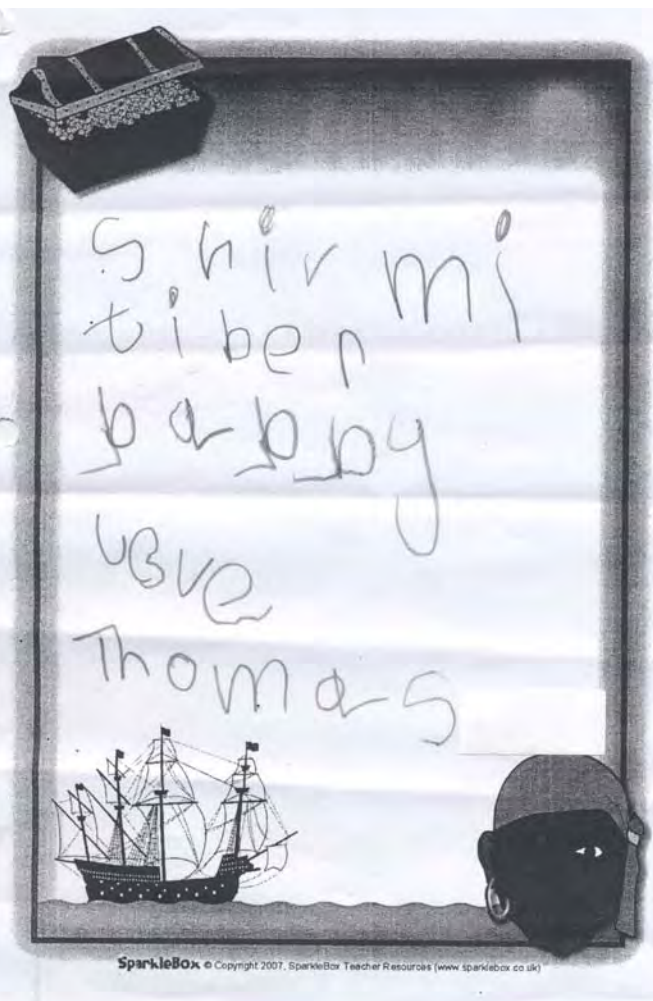 Shir mi
tiber
babby
Love
Thomas
SparkleBox © Copyright 2007, SparkleBox Teacher Resources (www.sparklebox.co.uk)